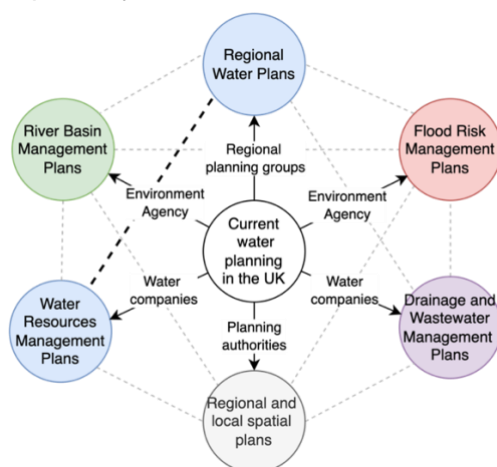 Regional
Water Plans
River Basin
Management
Plans
Flood Risk
Management
Plans
Regional
planning groups
Environment
Agency
Environment
Agency
Current
water
planning
in the UK
Water
companies
Water
companies
Water
Resources
Management
Plans
Drainage and
Wastewater
Management
Plans
Planning
authorities
Regional and
local spatial
plans